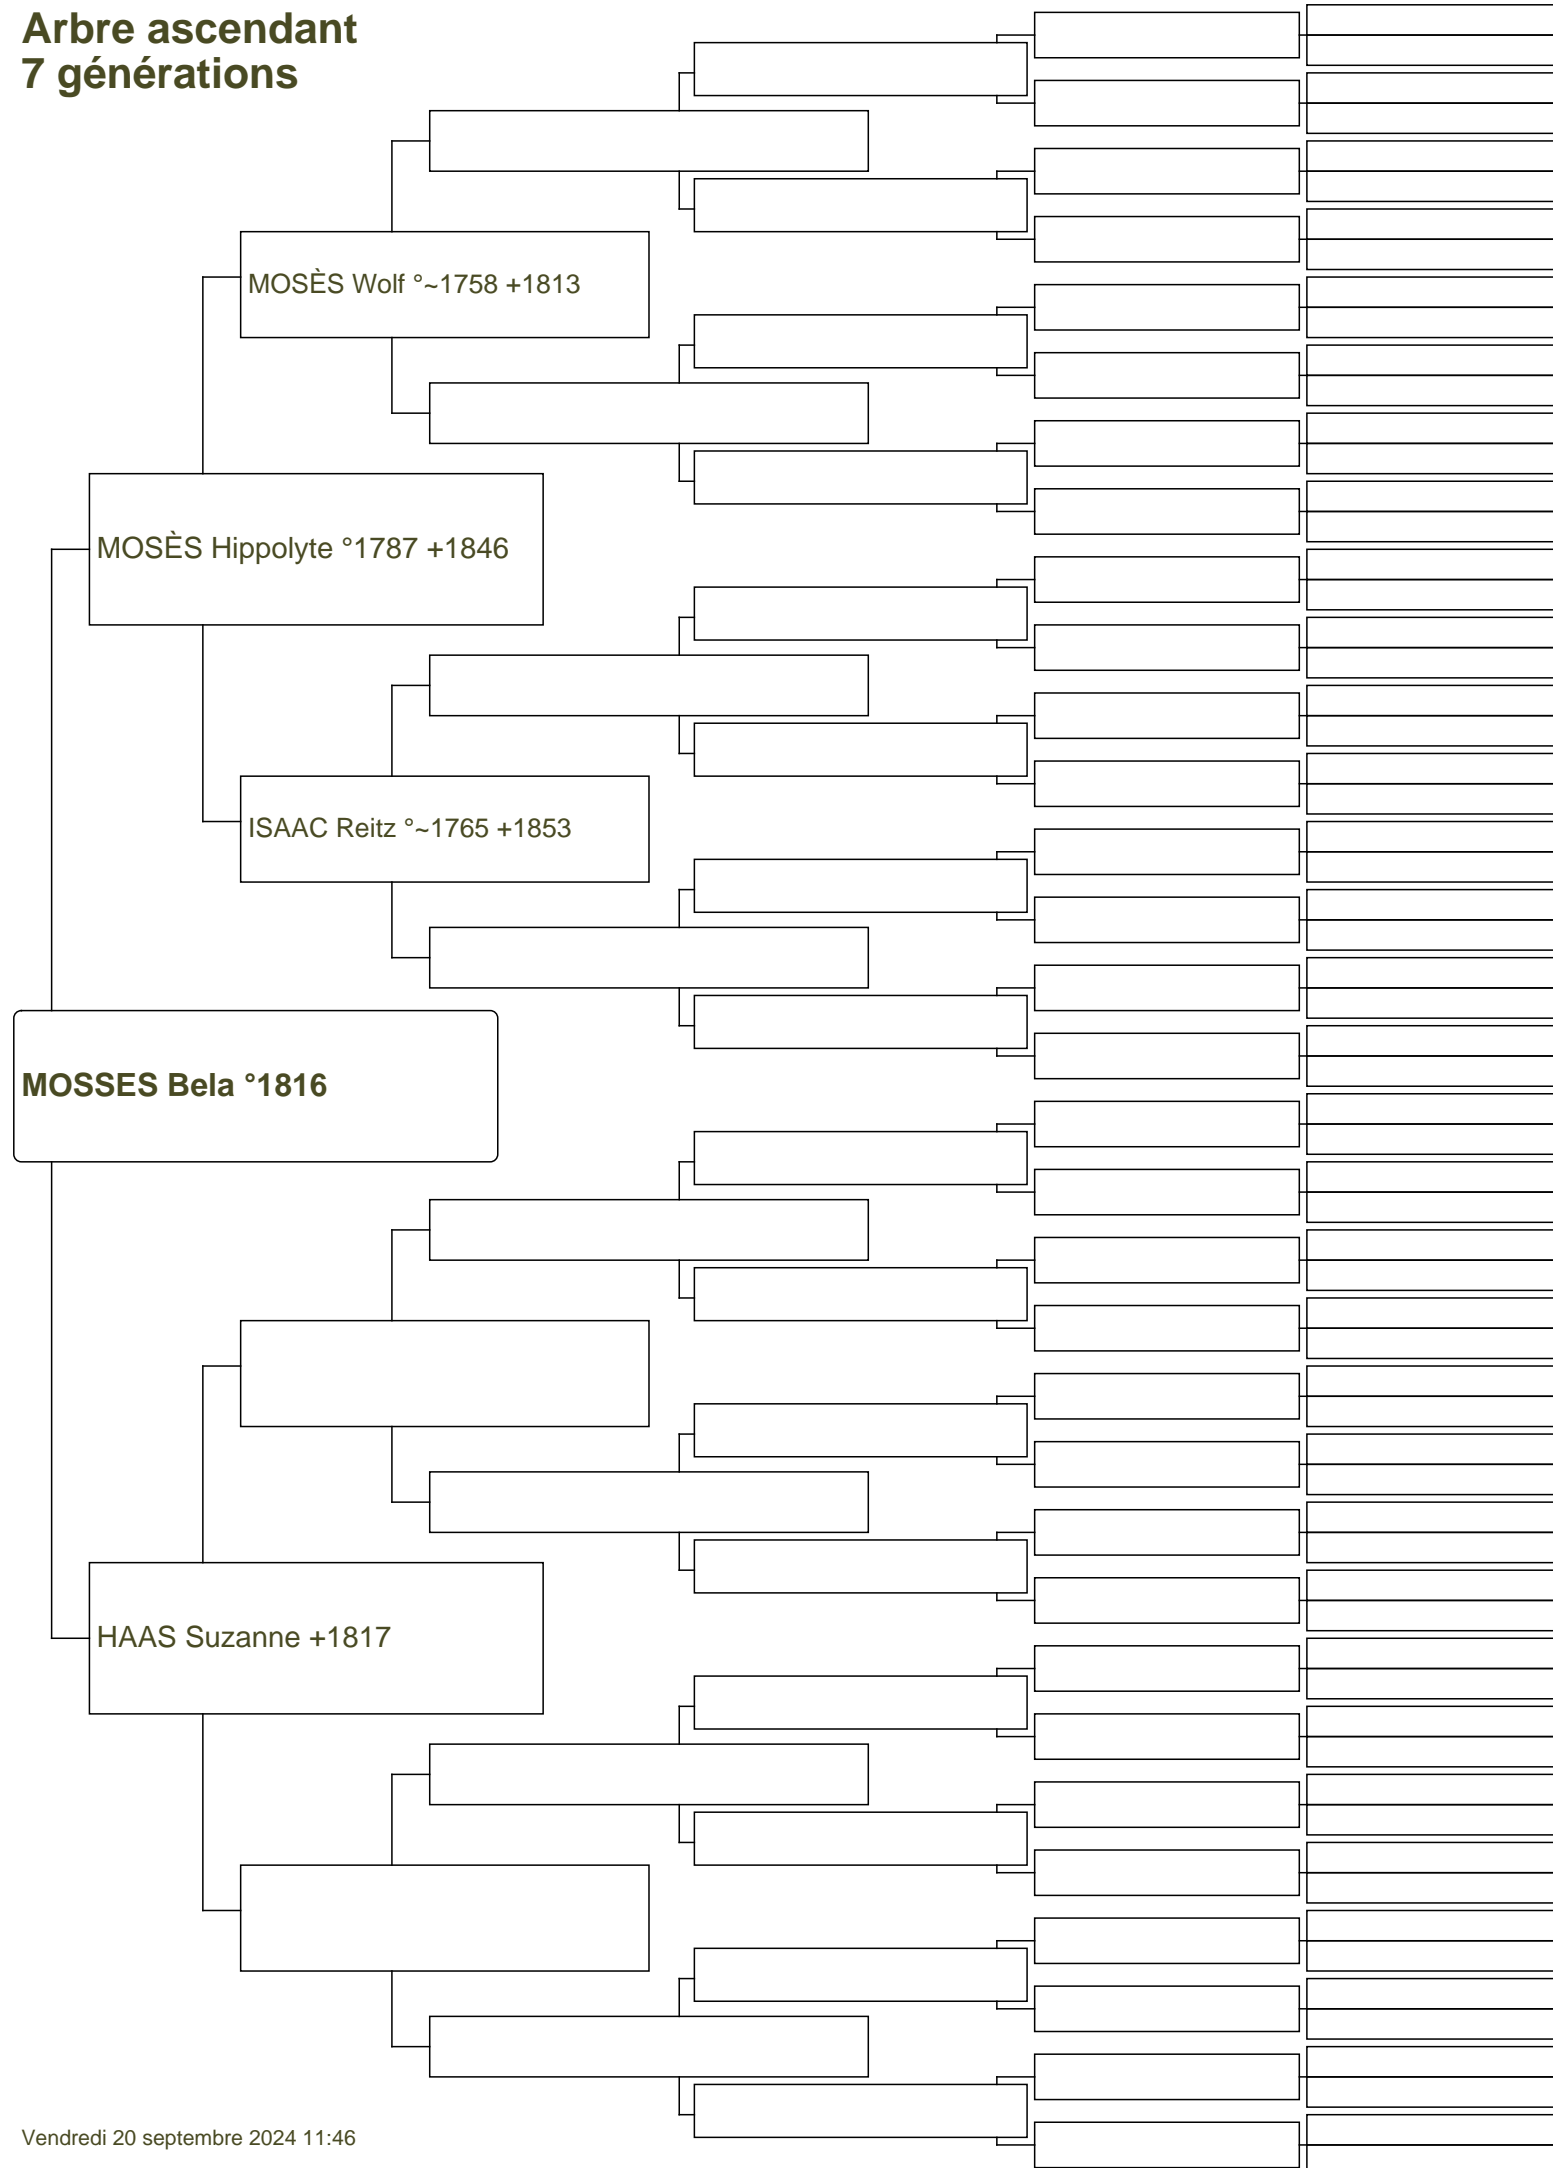 Arbre ascendant
7 générations
MOSÈS Wolf °~1758 +1813
MOSÈS Hippolyte °1787 +1846
ISAAC Reitz °~1765 +1853
MOSSES Bela °1816
HAAS Suzanne +1817
Vendredi 20 septembre 2024 11:46